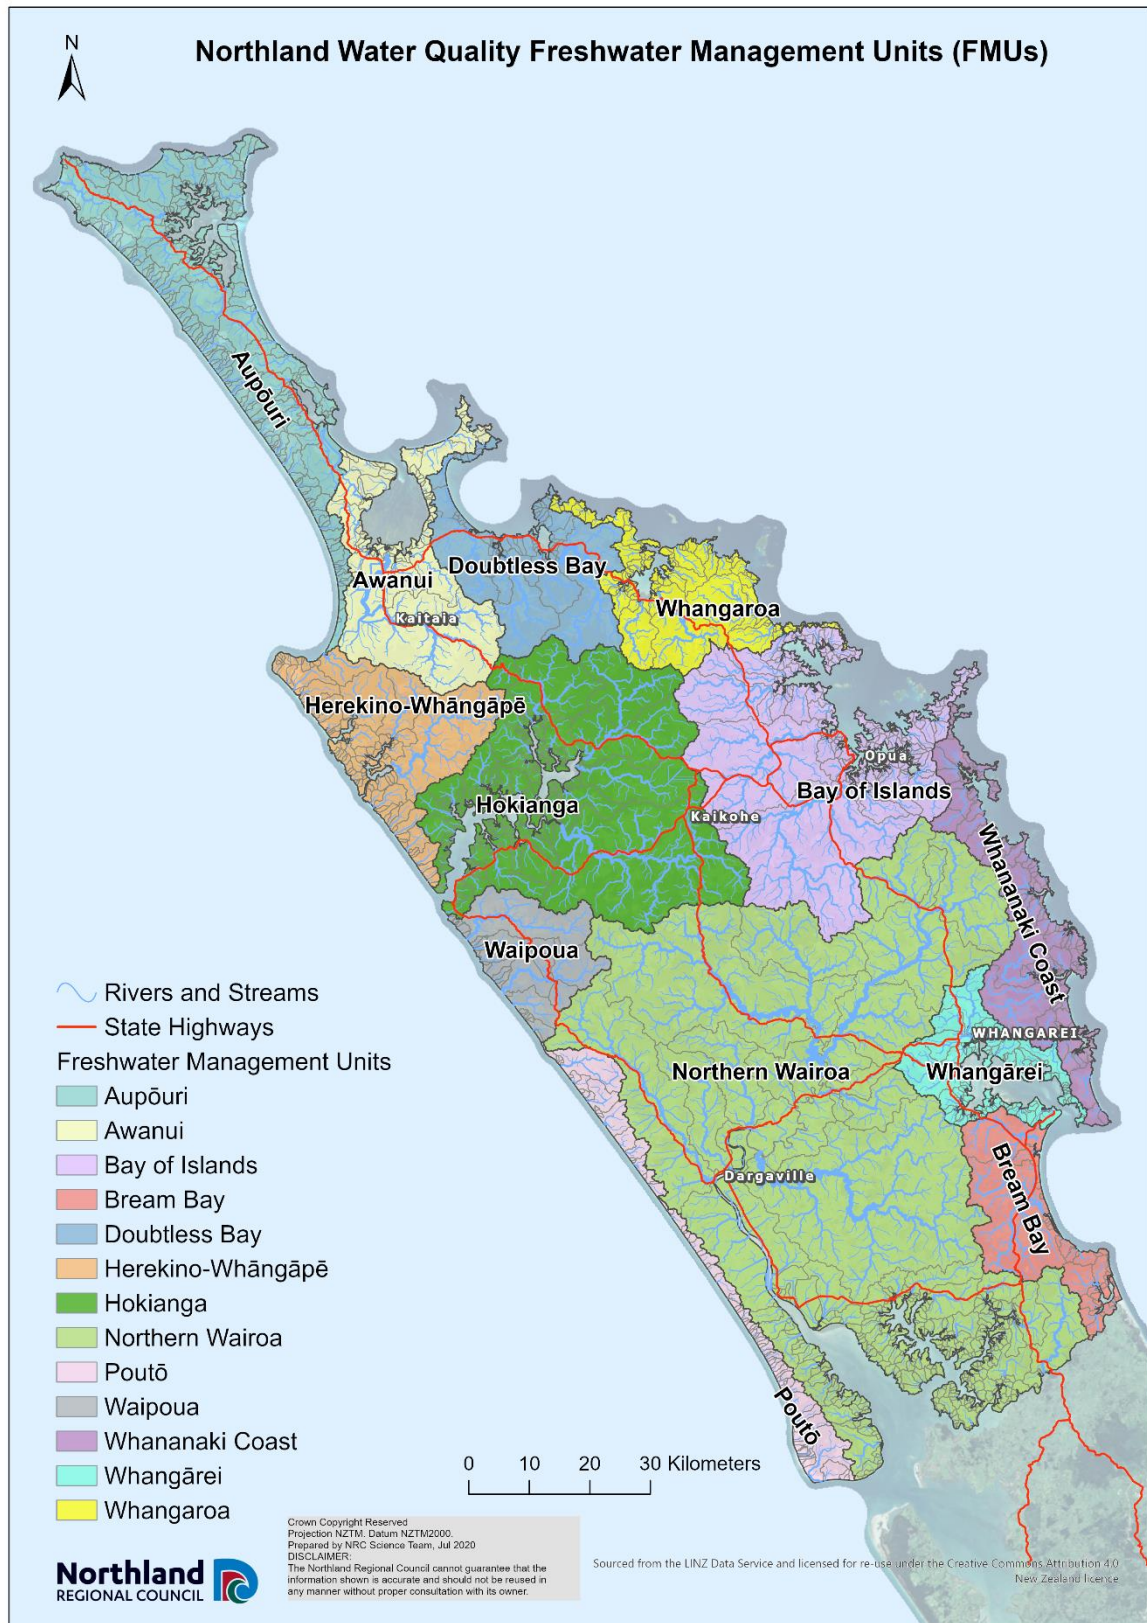 Northland Water Quality Freshwater Management Units (FMUs)
N
Aupōuri
Awanui
Kaitaia
Doubtless Bay
Whangaroa
Herekino-Whāngāpē
Hokianga
Opua
Bay of Islands
Kaikohe
Whananaki Coast
Waipoua
WHANGAREI
Northern Wairoa
Whangārei
Dargaville
Bream Bay
Poutō
Rivers and Streams
State Highways
Freshwater Management Units
Aupōuri
Awanui
Bay of Islands
Bream Bay
Doubtless Bay
Herekino-Whāngāpē
Hokianga
Northern Wairoa
Poutō
Waipoua
Whananaki Coast
Whangārei
Whangaroa
0 10 20 30 Kilometers
Northland
REGIONAL COUNCIL
Crown Copyright Reserved
Projection NZTM. Datum NZTM2000.
Prepared by NRC Science Team, Jul 2020
DISCLAIMER:
The Northland Regional Council cannot guarantee that the
information shown is accurate and should not be reused in
any manner without proper consultation with its owner.
Sourced from the LINZ Data Service and licensed for re-use under the Creative Commons Attribution 4.0
New Zealand licence